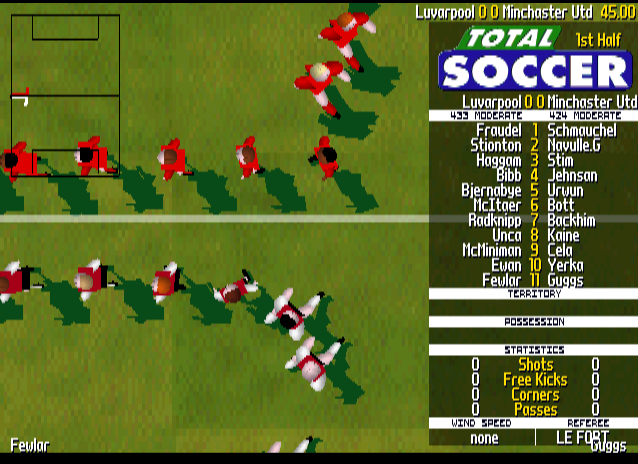 Luvarpool 0 0 Minchaster Utd 45.00
TOTAL 1st Half
SOCCER
Luvarpool 0 0 Minchaster Utd
433 MODERATE 424 MODERATE
Fraudel 1 Schmauchel
Stionton 2 Navulle.G
Haggam 3 Stim
Bibb 4 Jehnsan
Bjernabye 5 Urwun
McItaer 6 Bott
Radknipp 7 Backhim
Unca 8 Kaine
McMiniman 9 Cela
Ewan 10 Yerka
Fewlar 11 Guggs
TERRITORY
POSSESSION
STATISTICS
0 Shots 0
0 Free Kicks 0
0 Corners 0
0 Passes 0
WIND SPEED REFEREE
none LE FORT
Fewlar Guggs